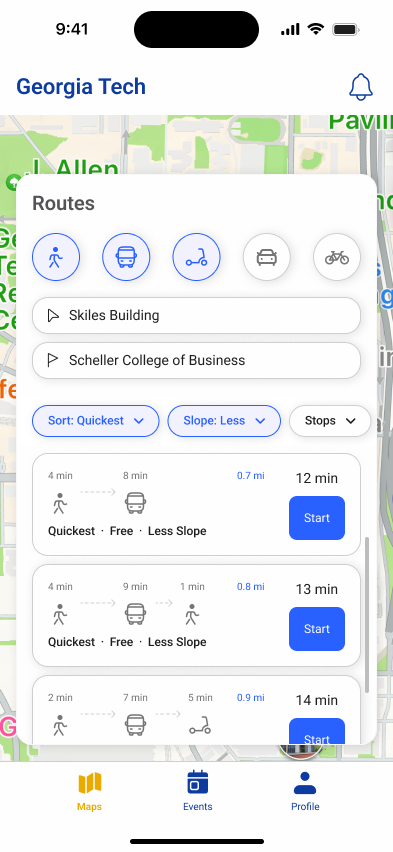 9:41
Georgia Tech
Pavil
J. Allen
Routes
Skiles Building
Scheller College of Business
Sort: Quickest
Slope: Less
Stops
4 min
8 min
0.7 mi
12 min
Start
Quickest · Free · Less Slope
4 min
9 min
1 min
0.8 mi
13 min
Start
Quickest · Free · Less Slope
2 min
7 min
5 min
0.9 mi
14 min
Start
Maps
Events
Profile